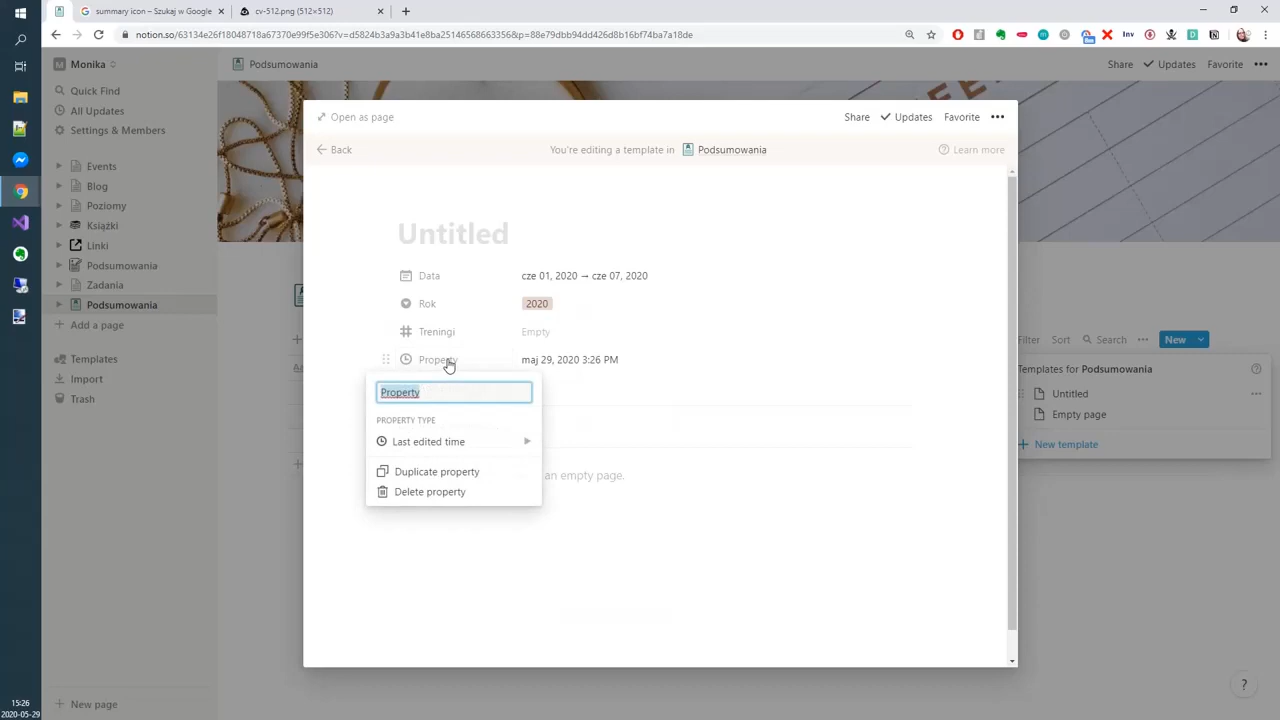 summary icon – Szukaj w Google
cv-512.png (512×512)
notion.so/63134e26f18048718a67370e99f5e306?v=d5824b3a9a3b41e8ba251465686633356&p=88e79dbb94dd426d8b16bf74ba7a18de
Inv
Monika
Podsumowania
Share
Updates
Favorite
Quick Find
All Updates
Settings & Members
Events
Blog
Poziomy
Książki
Linki
Podsumowania
Zadania
Podsumowania
Add a page
Templates
Import
Trash
New page
Open as page
Share
Updates
Favorite
Back
You're editing a template in
Podsumowania
Learn more
Untitled
Data
cze 01, 2020 → cze 07, 2020
Rok
2020
Treningi
Empty
Property
maj 29, 2020 3:26 PM
Property
PROPERTY TYPE
Last edited time
Duplicate property
Delete property
an empty page.
Filter
Sort
Search
New
Templates for Podsumowania
Untitled
Empty page
New template
?
15:26
2020-05-29